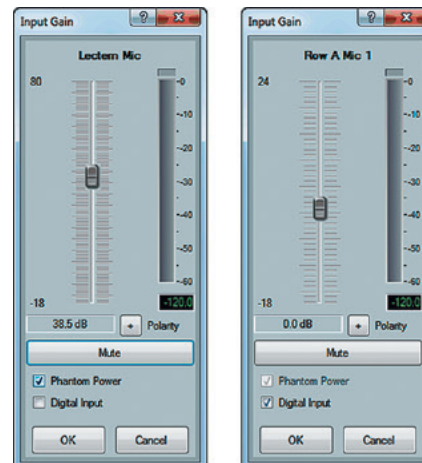 Input Gain
Lectern Mic
80
-0
--10
--20
--30
--40
--50
--60
-18
-120.0
38.5 dB + Polarity
Mute
Phantom Power
Digital Input
OK Cancel
Input Gain
Row A Mic 1
24
-0
--10
--20
--30
--40
--50
--60
-18
-120.0
0.0 dB + Polarity
Mute
Phantom Power
Digital Input
OK Cancel